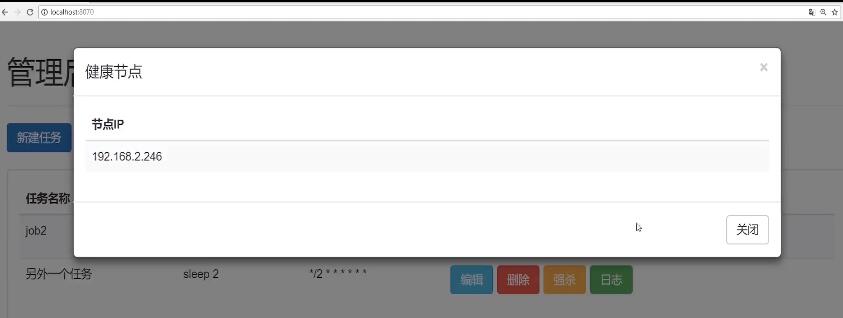 localhost:8070
健康节点
×
管理后
节点IP
新建任务
192.168.2.246
任务名称
job2
关闭
另外一个任务 sleep 2 */2 * * * * * * 编辑 删除 强杀 日志